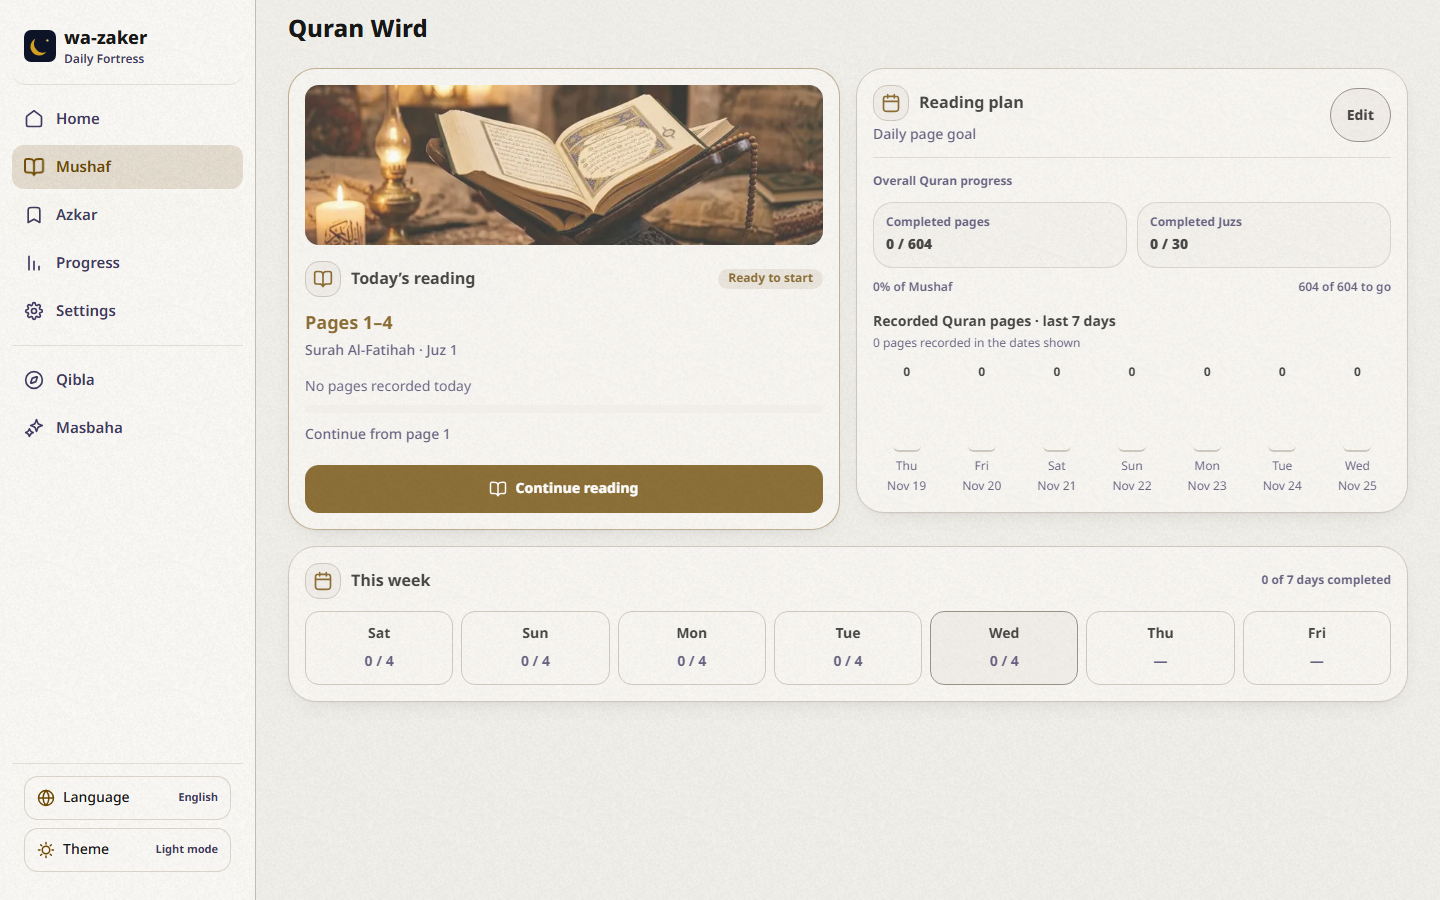 wa-zaker
Daily Fortress
Home
Mushaf
Azkar
Progress
Settings
Qibla
Masbaha
Language English
Theme Light mode
Quran Wird
Today’s reading Ready to start
Pages 1–4
Surah Al-Fatihah · Juz 1
No pages recorded today
Continue from page 1
Continue reading
Reading plan
Daily page goal
Edit
Overall Quran progress
Completed pages
0 / 604
Completed Juzs
0 / 30
0% of Mushaf 604 of 604 to go
Recorded Quran pages · last 7 days
0 pages recorded in the dates shown
0 0 0 0 0 0 0
Thu Fri Sat Sun Mon Tue Wed
Nov 19 Nov 20 Nov 21 Nov 22 Nov 23 Nov 24 Nov 25
This week 0 of 7 days completed
Sat Sun Mon Tue Wed Thu Fri
0 / 4 0 / 4 0 / 4 0 / 4 0 / 4 — —